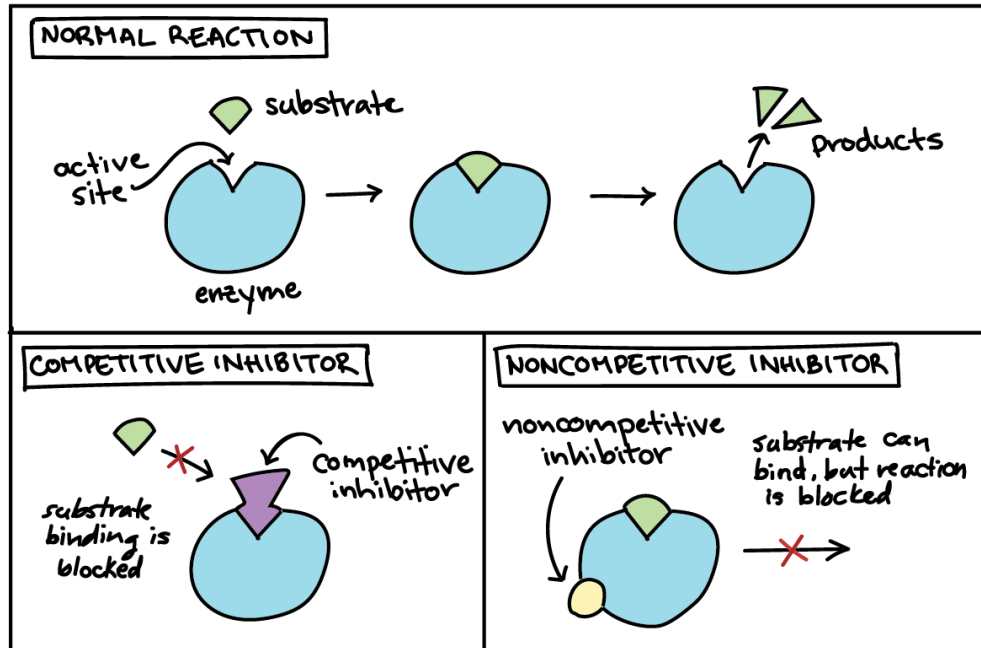 NORMAL REACTION
substrate
active
site
enzyme
products
COMPETITIVE INHIBITOR
competitive
inhibitor
substrate
binding is
blocked
NONCOMPETITIVE INHIBITOR
noncompetitive
inhibitor
substrate can
bind, but reaction
is blocked